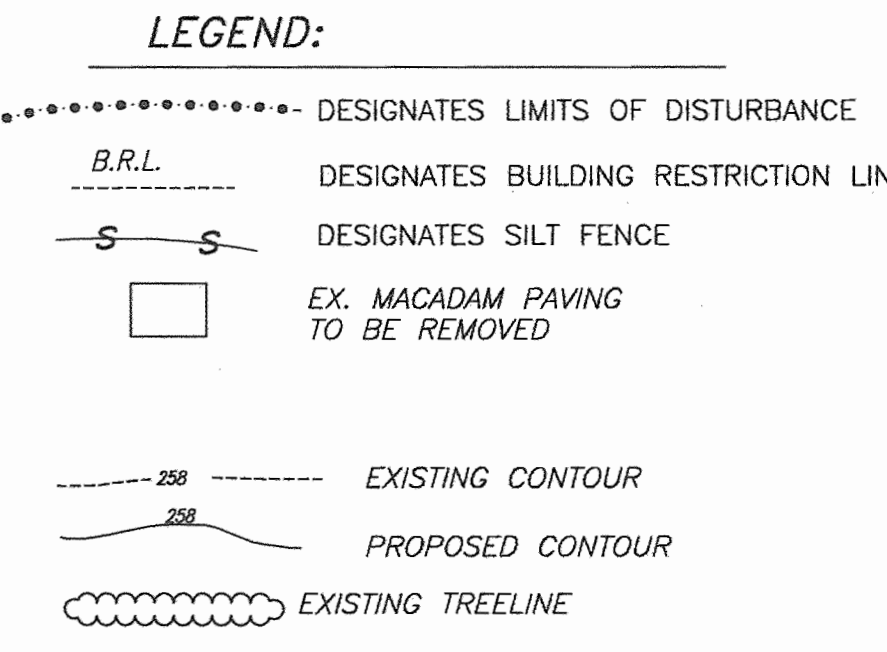 LEGEND:
DESIGNATES LIMITS OF DISTURBANCE
B.R.L.
DESIGNATES BUILDING RESTRICTION LIN
S S DESIGNATES SILT FENCE
EX. MACADAM PAVING
TO BE REMOVED
258 EXISTING CONTOUR
258
PROPOSED CONTOUR
EXISTING TREELINE